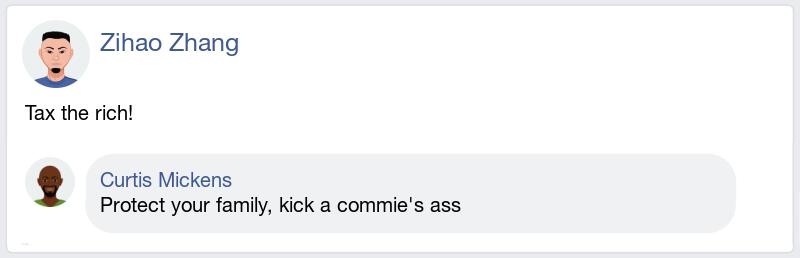 Zihao Zhang
Tax the rich!
Curtis Mickens
Protect your family, kick a commie's ass